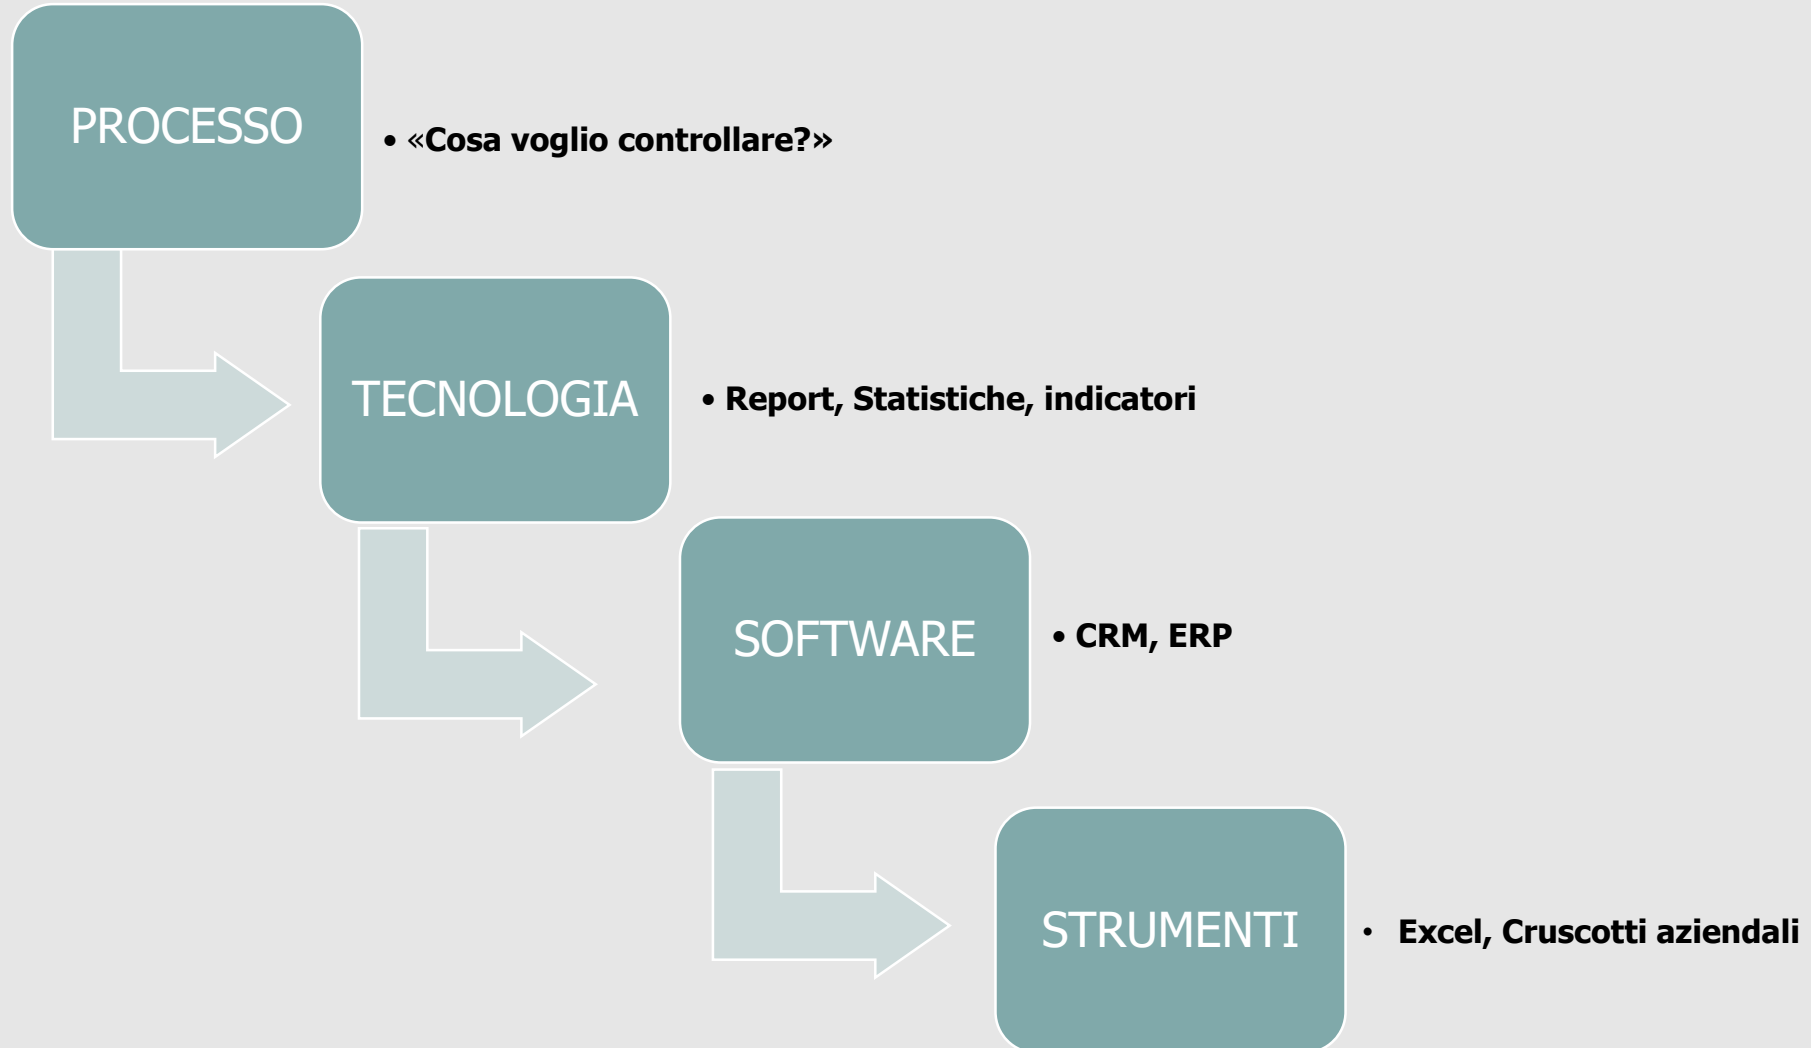 PROCESSO
• «Cosa voglio controllare?»
TECNOLOGIA
• Report, Statistiche, indicatori
SOFTWARE
• CRM, ERP
STRUMENTI
• Excel, Cruscotti aziendali